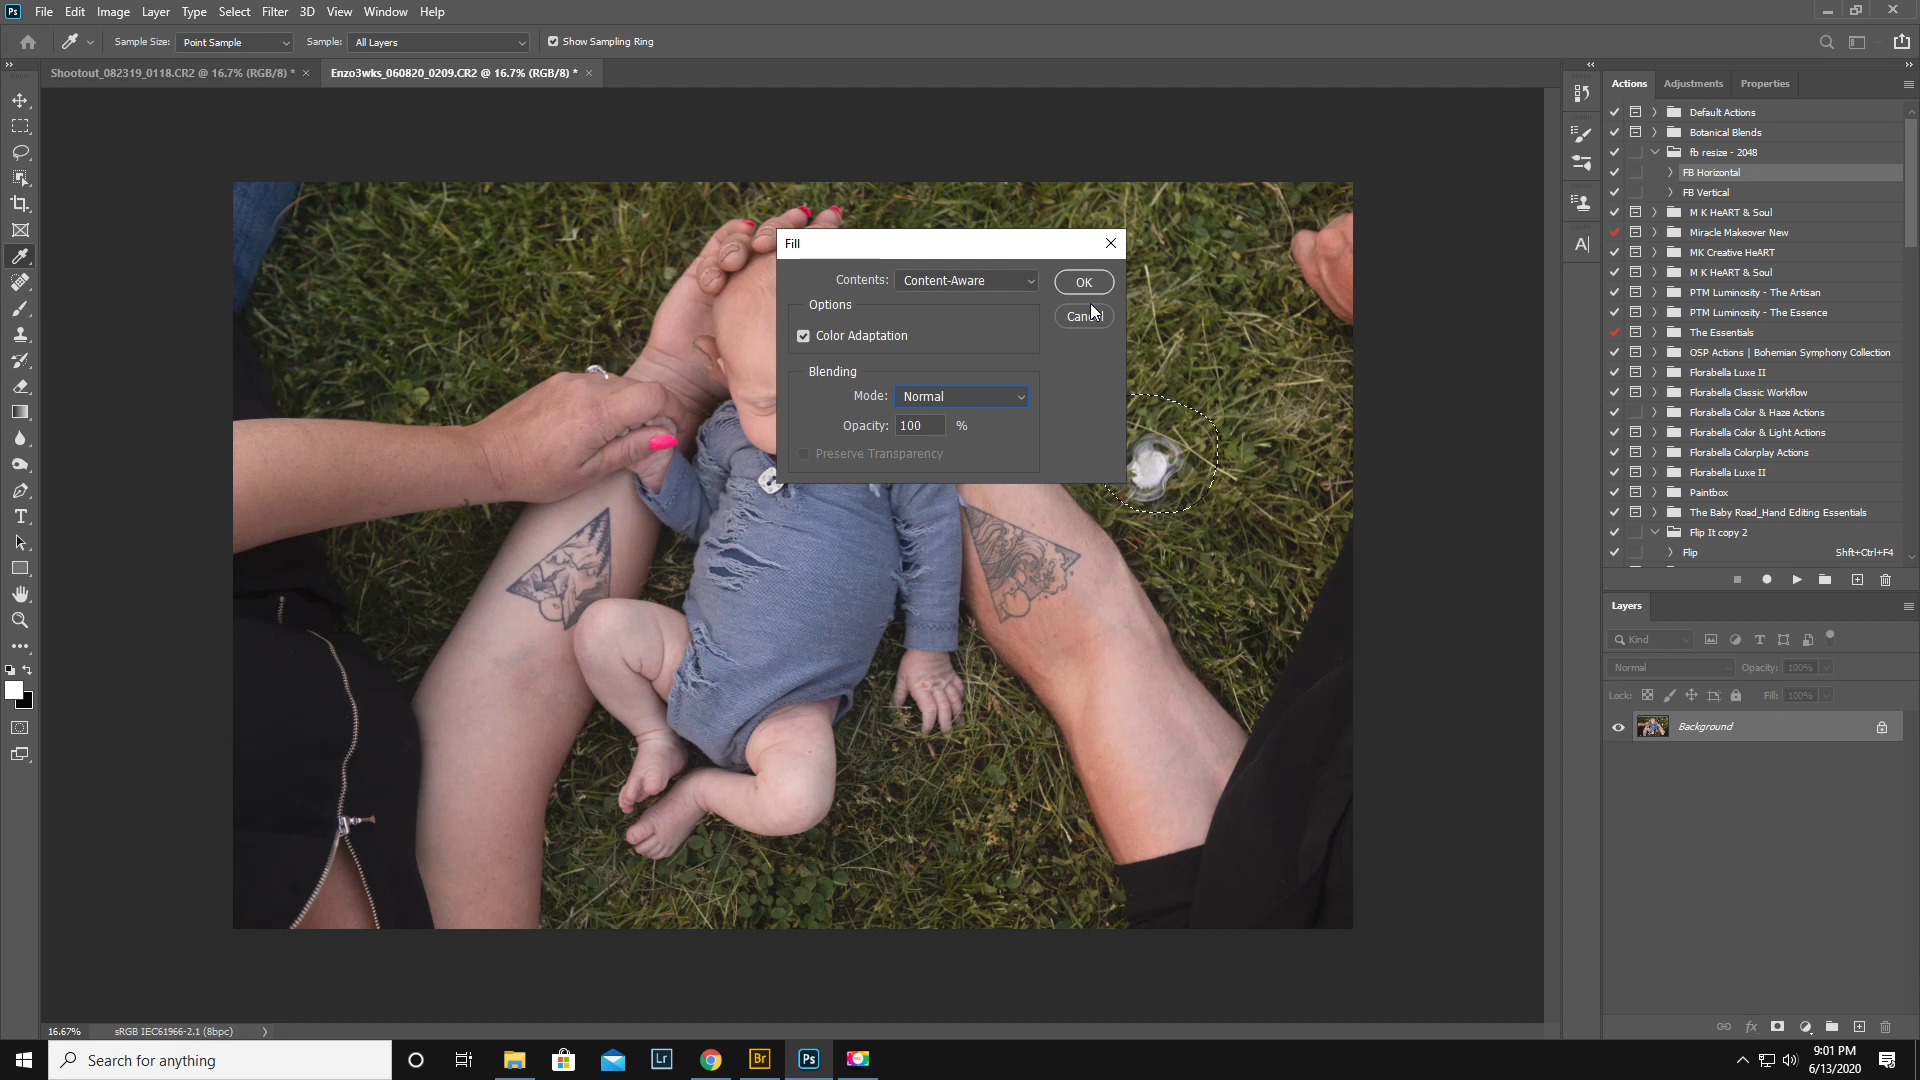 Ps File Edit Image Layer Type Select Filter 3D View Window Help
Sample Size: Point Sample Sample: All Layers Show Sampling Ring
Shootout_082319_0118.CR2 @ 16.7% (RGB/8) * × Enzo3wks_060820_0209.CR2 @ 16.7% (RGB/8) * ×
Fill
Contents: Content-Aware
OK
Options
Cancel
Color Adaptation
Blending
Mode: Normal
Opacity: 100 %
Preserve Transparency
Actions Adjustments Properties
Default Actions
Botanical Blends
fb resize - 2048
FB Horizontal
FB Vertical
M K HeART & Soul
Miracle Makeover New
MK Creative HeART
M K HeART & Soul
PTM Luminosity - The Artisan
PTM Luminosity - The Essence
The Essentials
OSP Actions | Bohemian Symphony Collection
Florabella Luxe II
Florabella Classic Workflow
Florabella Color & Haze Actions
Florabella Color & Light Actions
Florabella Colorplay Actions
Florabella Luxe II
Paintbox
The Baby Road_Hand Editing Essentials
Flip It copy 2
Flip Shft+Ctrl+F4
Layers
Kind
Normal Opacity: 100%
Lock: Fill: 100%
Background
16.67% sRGB IEC61966-2.1 (8bpc)
Search for anything
Lr Br Ps
9:01 PM
6/13/2020